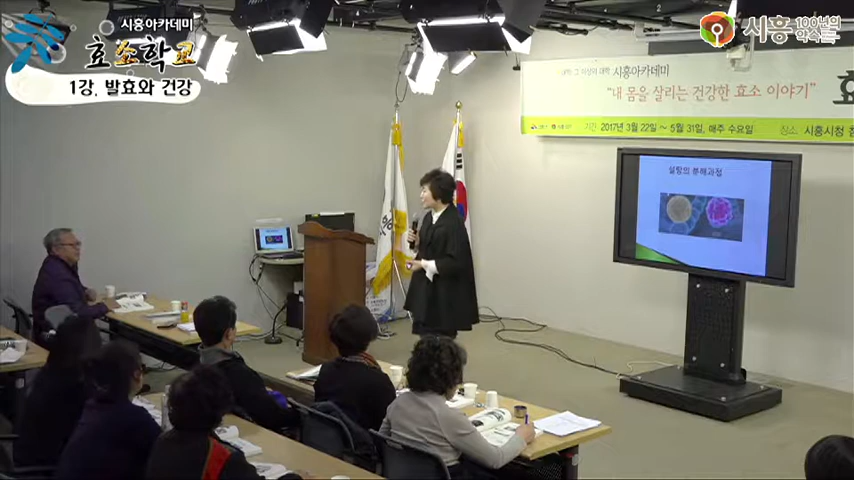 시흥아카데미
효소학교
1강. 발효와 건강
시흥 100년의
시흥아카데미
"내 몸을 살리는 건강한 효소 이야기"
기간 : 2017년 3월 22일 ~ 5월 31일, 매주 수요일
장소 : 시흥시청
설탕의 분해과정